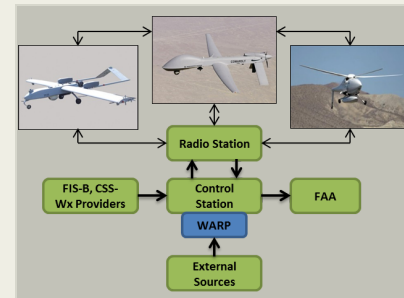 Radio Station
FIS-B, CSS-
Wx Providers
Control
Station
FAA
WARP
External
Sources